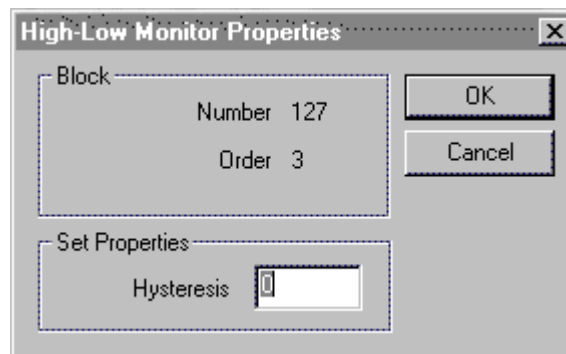 High-Low Monitor Properties
Block
Number 127
Order 3
OK
Cancel
Set Properties
Hysteresis 0